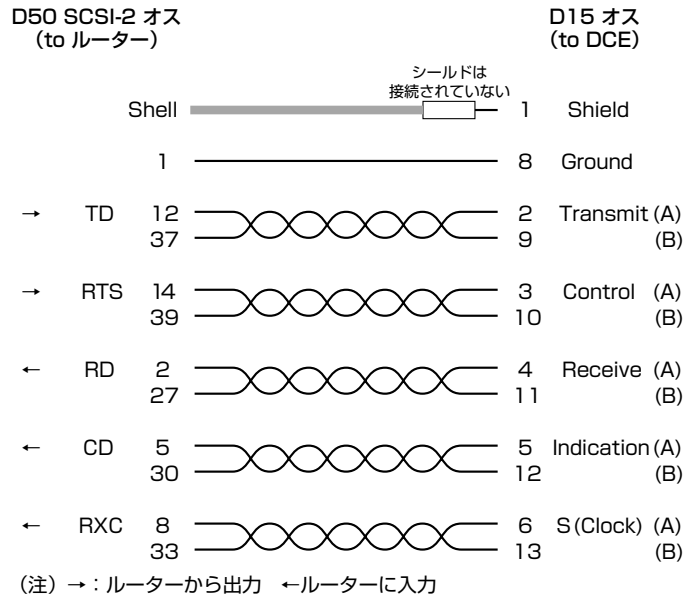 D50 SCSI-2 オス D15 オス
(to ルーター) (to DCE)
シールドは
接続されていない
Shell 1 Shield
1 8 Ground
→ TD 12 2 Transmit (A)
37 9 (B)
→ RTS 14 3 Control (A)
39 10 (B)
← RD 2 4 Receive (A)
27 11 (B)
← CD 5 5 Indication (A)
30 12 (B)
← RXC 8 6 S (Clock) (A)
33 13 (B)
(注) →：ルーターから出力 ←ルーターに入力